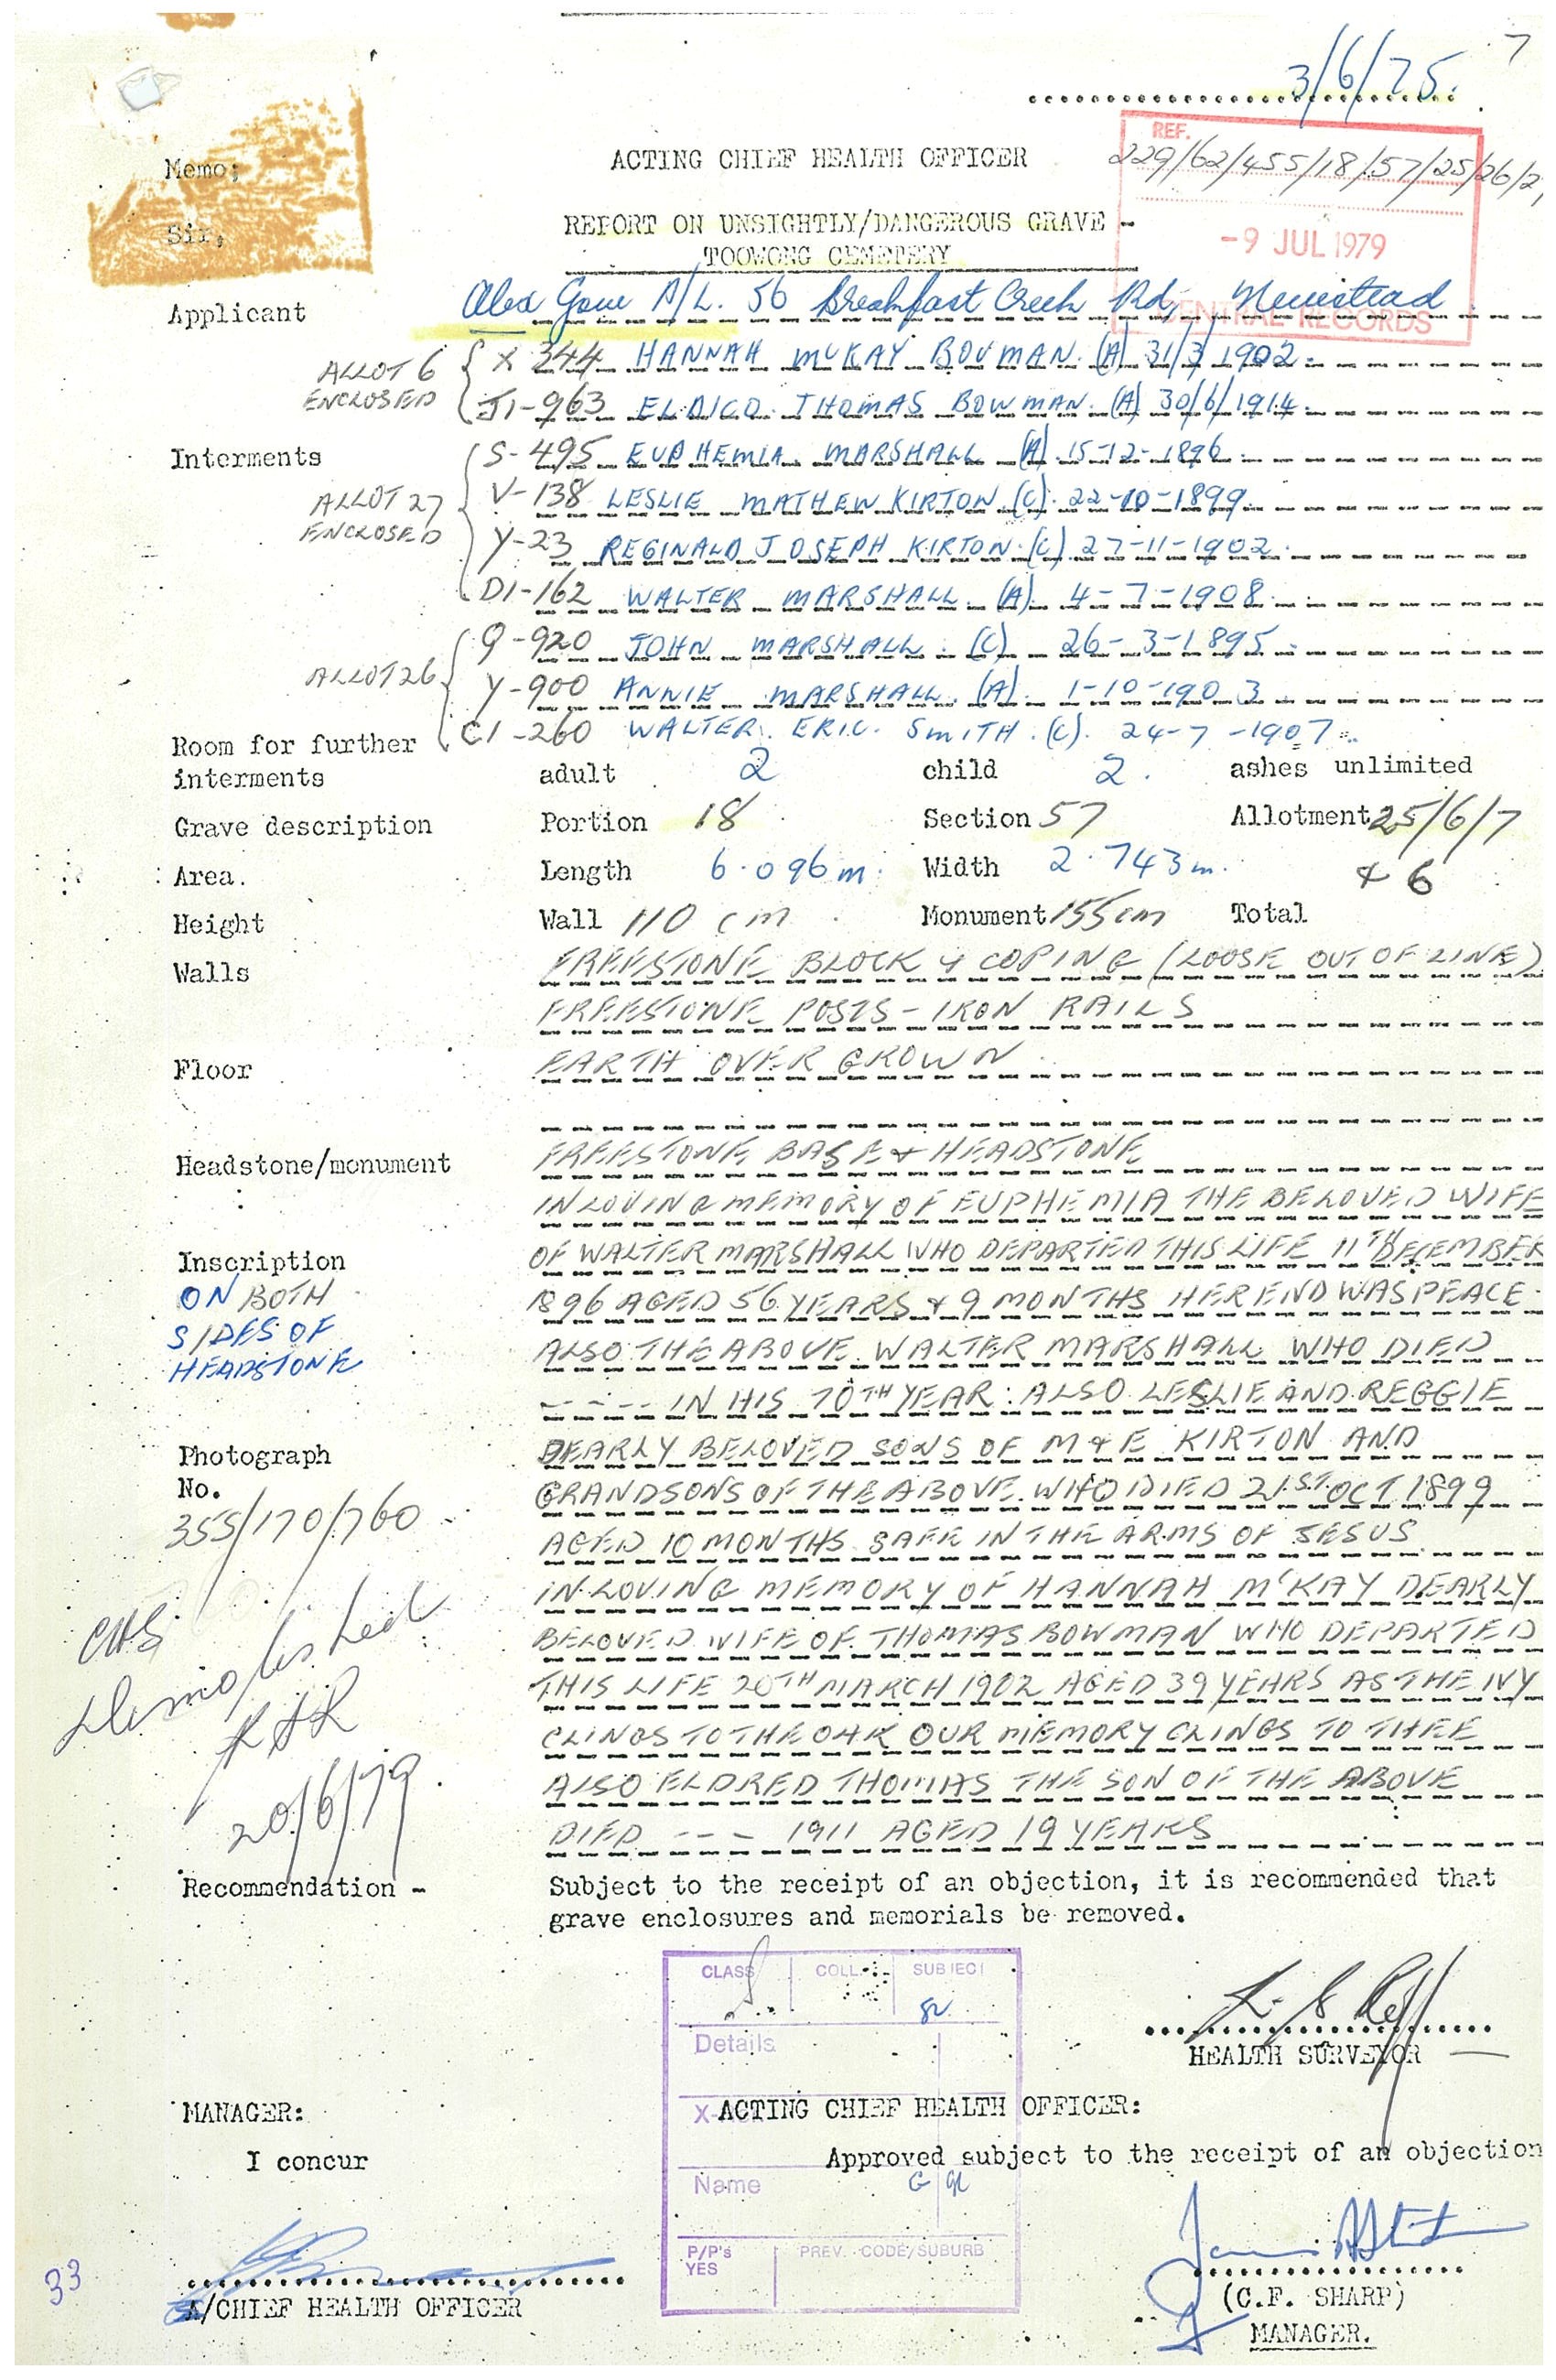 7
3/6/75.
Memo;
ACTING CHIEF HEALTH OFFICER
REF.
229/62/455/18/57/25/26/2
Sir,
REPORT ON UNSIGHTLY/DANGEROUS GRAVE -
TOOWONG CEMETERY
-9 JUL 1979
CENTRAL RECORDS
Applicant Alex Gow P/L. 56 Breakfast Creek Rd, Newstead
ALLOT 6 ENCLOSED
X 344 HANNAH McKAY BOWMAN. (A) 31/3/1902.
J1-963 ELDICO THOMAS BOWMAN. (A) 30/6/1914.
Interments
ALLOT 27 ENCLOSED
S-495 EUPHEMIA MARSHALL (A) 15-12-1896.
V-138 LESLIE MATHEW KIRTON (C). 22-10-1899.
Y-23 REGINALD JOSEPH KIRTON. (C) 27-11-1902.
D1-162 WALTER MARSHALL. (A). 4-7-1908.
ALLOT 26
Q-920 JOHN MARSHALL. (C) 26-3-1895.
Y-900 ANNIE MARSHALL. (A). 1-10-1903.
C1-260 WALTER. ERIC. SMITH. (C). 24-7-1907.
Room for further
interments adult 2 child 2. ashes unlimited
Grave description Portion 18 Section 57 Allotment 25/6/7
& 6
Area. Length 6.096m. Width 2.743m.
Height Wall 110 cm Monument 155cm Total
Walls FREESTONE BLOCK & COPING (LOOSE OUT OF LINE)
FREESTONE POSTS - IRON RAILS
Floor EARTH OVER GROWN.
Headstone/monument FREESTONE BASE & HEADSTONE
IN LOVING MEMORY OF EUPHEMIA THE BELOVED WIFE
Inscription OF WALTER MARSHALL WHO DEPARTED THIS LIFE 11TH DECEMBER
ON BOTH
SIDES OF
HEADSTONE
1896 AGED 56 YEARS & 9 MONTHS HER END WAS PEACE.
ALSO THE ABOVE WALTER MARSHALL WHO DIED
----- IN HIS 70TH YEAR: ALSO LESLIE AND REGGIE
Photograph
No.
355/170/760
DEARLY BELOVED SONS OF M & E KIRTON AND
GRANDSONS OF THE ABOVE WHO DIED 21ST OCT 1899
AGED 10 MONTHS SAFE IN THE ARMS OF JESUS
IN LOVING MEMORY OF HANNAH McKAY DEARLY
BELOVED WIFE OF THOMAS BOWMAN WHO DEPARTED
THIS LIFE 20TH MARCH 1902 AGED 39 YEARS AS THE IVY
CLINGS TO THE OAK OUR MEMORY CLINGS TO THEE
ALSO ELDRED THOMAS THE SON OF THE ABOVE
DIED --- 1911 AGED 19 YEARS
Demolished
20/6/79.
Recommendation - Subject to the receipt of an objection, it is recommended that
grave enclosures and memorials be removed.
CLASS COLL. SUBJECT
Details
HEALTH SURVEYOR
MANAGER: ACTING CHIEF HEALTH OFFICER:
I concur Approved subject to the receipt of an objection
Name
P/P's YES PREV. CODE/SUBURB
33
A/CHIEF HEALTH OFFICER
(C.F. SHARP)
MANAGER.